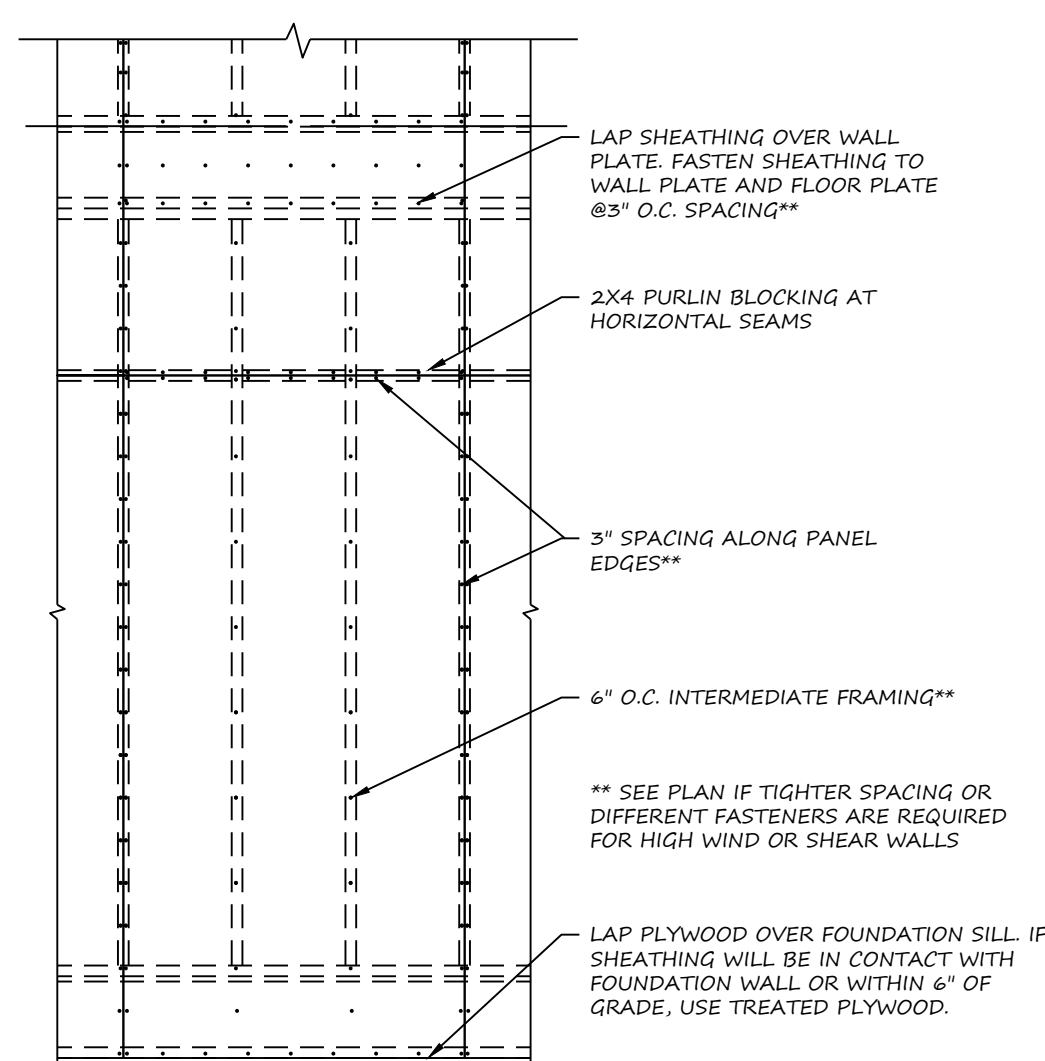 LAP SHEATHING OVER WALL
PLATE. FASTEN SHEATHING TO
WALL PLATE AND FLOOR PLATE
@3" O.C. SPACING**
2X4 PURLIN BLOCKING AT
HORIZONTAL SEAMS
3" SPACING ALONG PANEL
EDGES**
6" O.C. INTERMEDIATE FRAMING**
** SEE PLAN IF TIGHTER SPACING OR
DIFFERENT FASTENERS ARE REQUIRED
FOR HIGH WIND OR SHEAR WALLS
LAP PLYWOOD OVER FOUNDATION SILL. IF
SHEATHING WILL BE IN CONTACT WITH
FOUNDATION WALL OR WITHIN 6" OF
GRADE, USE TREATED PLYWOOD.